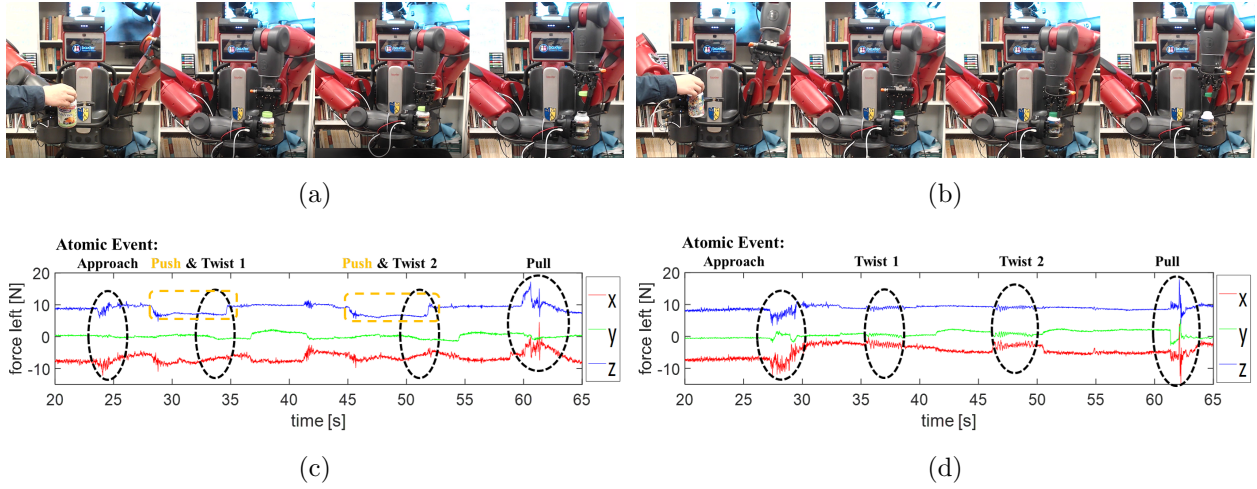 (a)
(b)
Atomic Event:
Approach Push & Twist 1 Push & Twist 2 Pull
20
10
0
-10
force left [N]
20 25 30 35 40 45 50 55 60 65
time [s]
x
y
z
(c)
Atomic Event:
Approach Twist 1 Twist 2 Pull
20
10
0
-10
force left [N]
20 25 30 35 40 45 50 55 60 65
time [s]
x
y
z
(d)